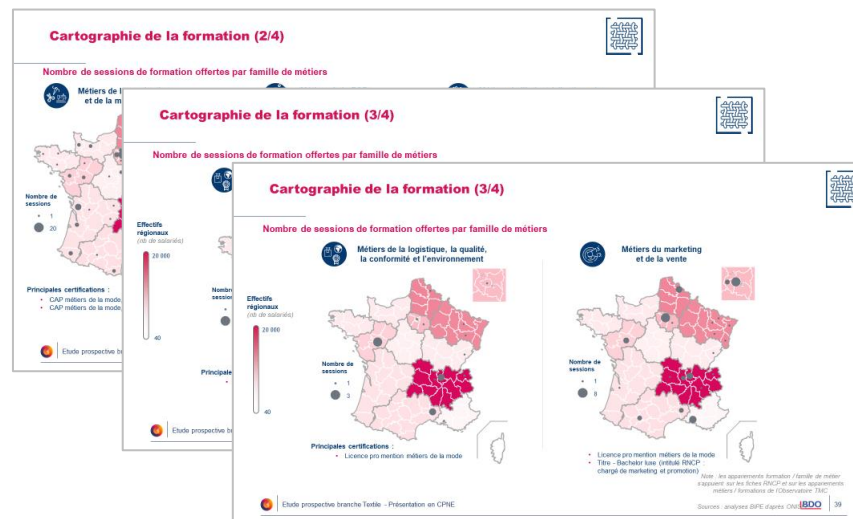 Cartographie de la formation (2/4)
Nombre de sessions de formation offertes par famille de métiers
Métiers de
et de la
Nombre de
sessions
1
20
Principales certifications :
• CAP métiers de la mode
• CAP métiers de la mode,
Etude prospective
Cartographie de la formation (3/4)
Nombre de sessions de formation offertes par famille de métiers
Effectifs
régionaux
(nb de salariés)
20 000
40
Etude prospective
Cartographie de la formation (3/4)
Nombre de sessions de formation offertes par famille de métiers
Métiers de la logistique, la qualité,
la conformité et l'environnement
Effectifs
régionaux
(nb de salariés)
20 000
40
Nombre de
sessions
1
3
Principales certifications :
• Licence pro mention métiers de la mode
Métiers du marketing
et de la vente
Nombre de
sessions
1
8
• Licence pro mention métiers de la mode
• Titre - Bachelor luxe (intitulé RNCP :
chargé de marketing et promotion)
Note : les appariements formation / famille de métier
s'appuient sur les fiches RNCP et sur les appariements
métiers / formations de l'Observatoire TMC
Sources : analyses BIPE d'après
BDO
39
Etude prospective branche Textile - Présentation en CPNE